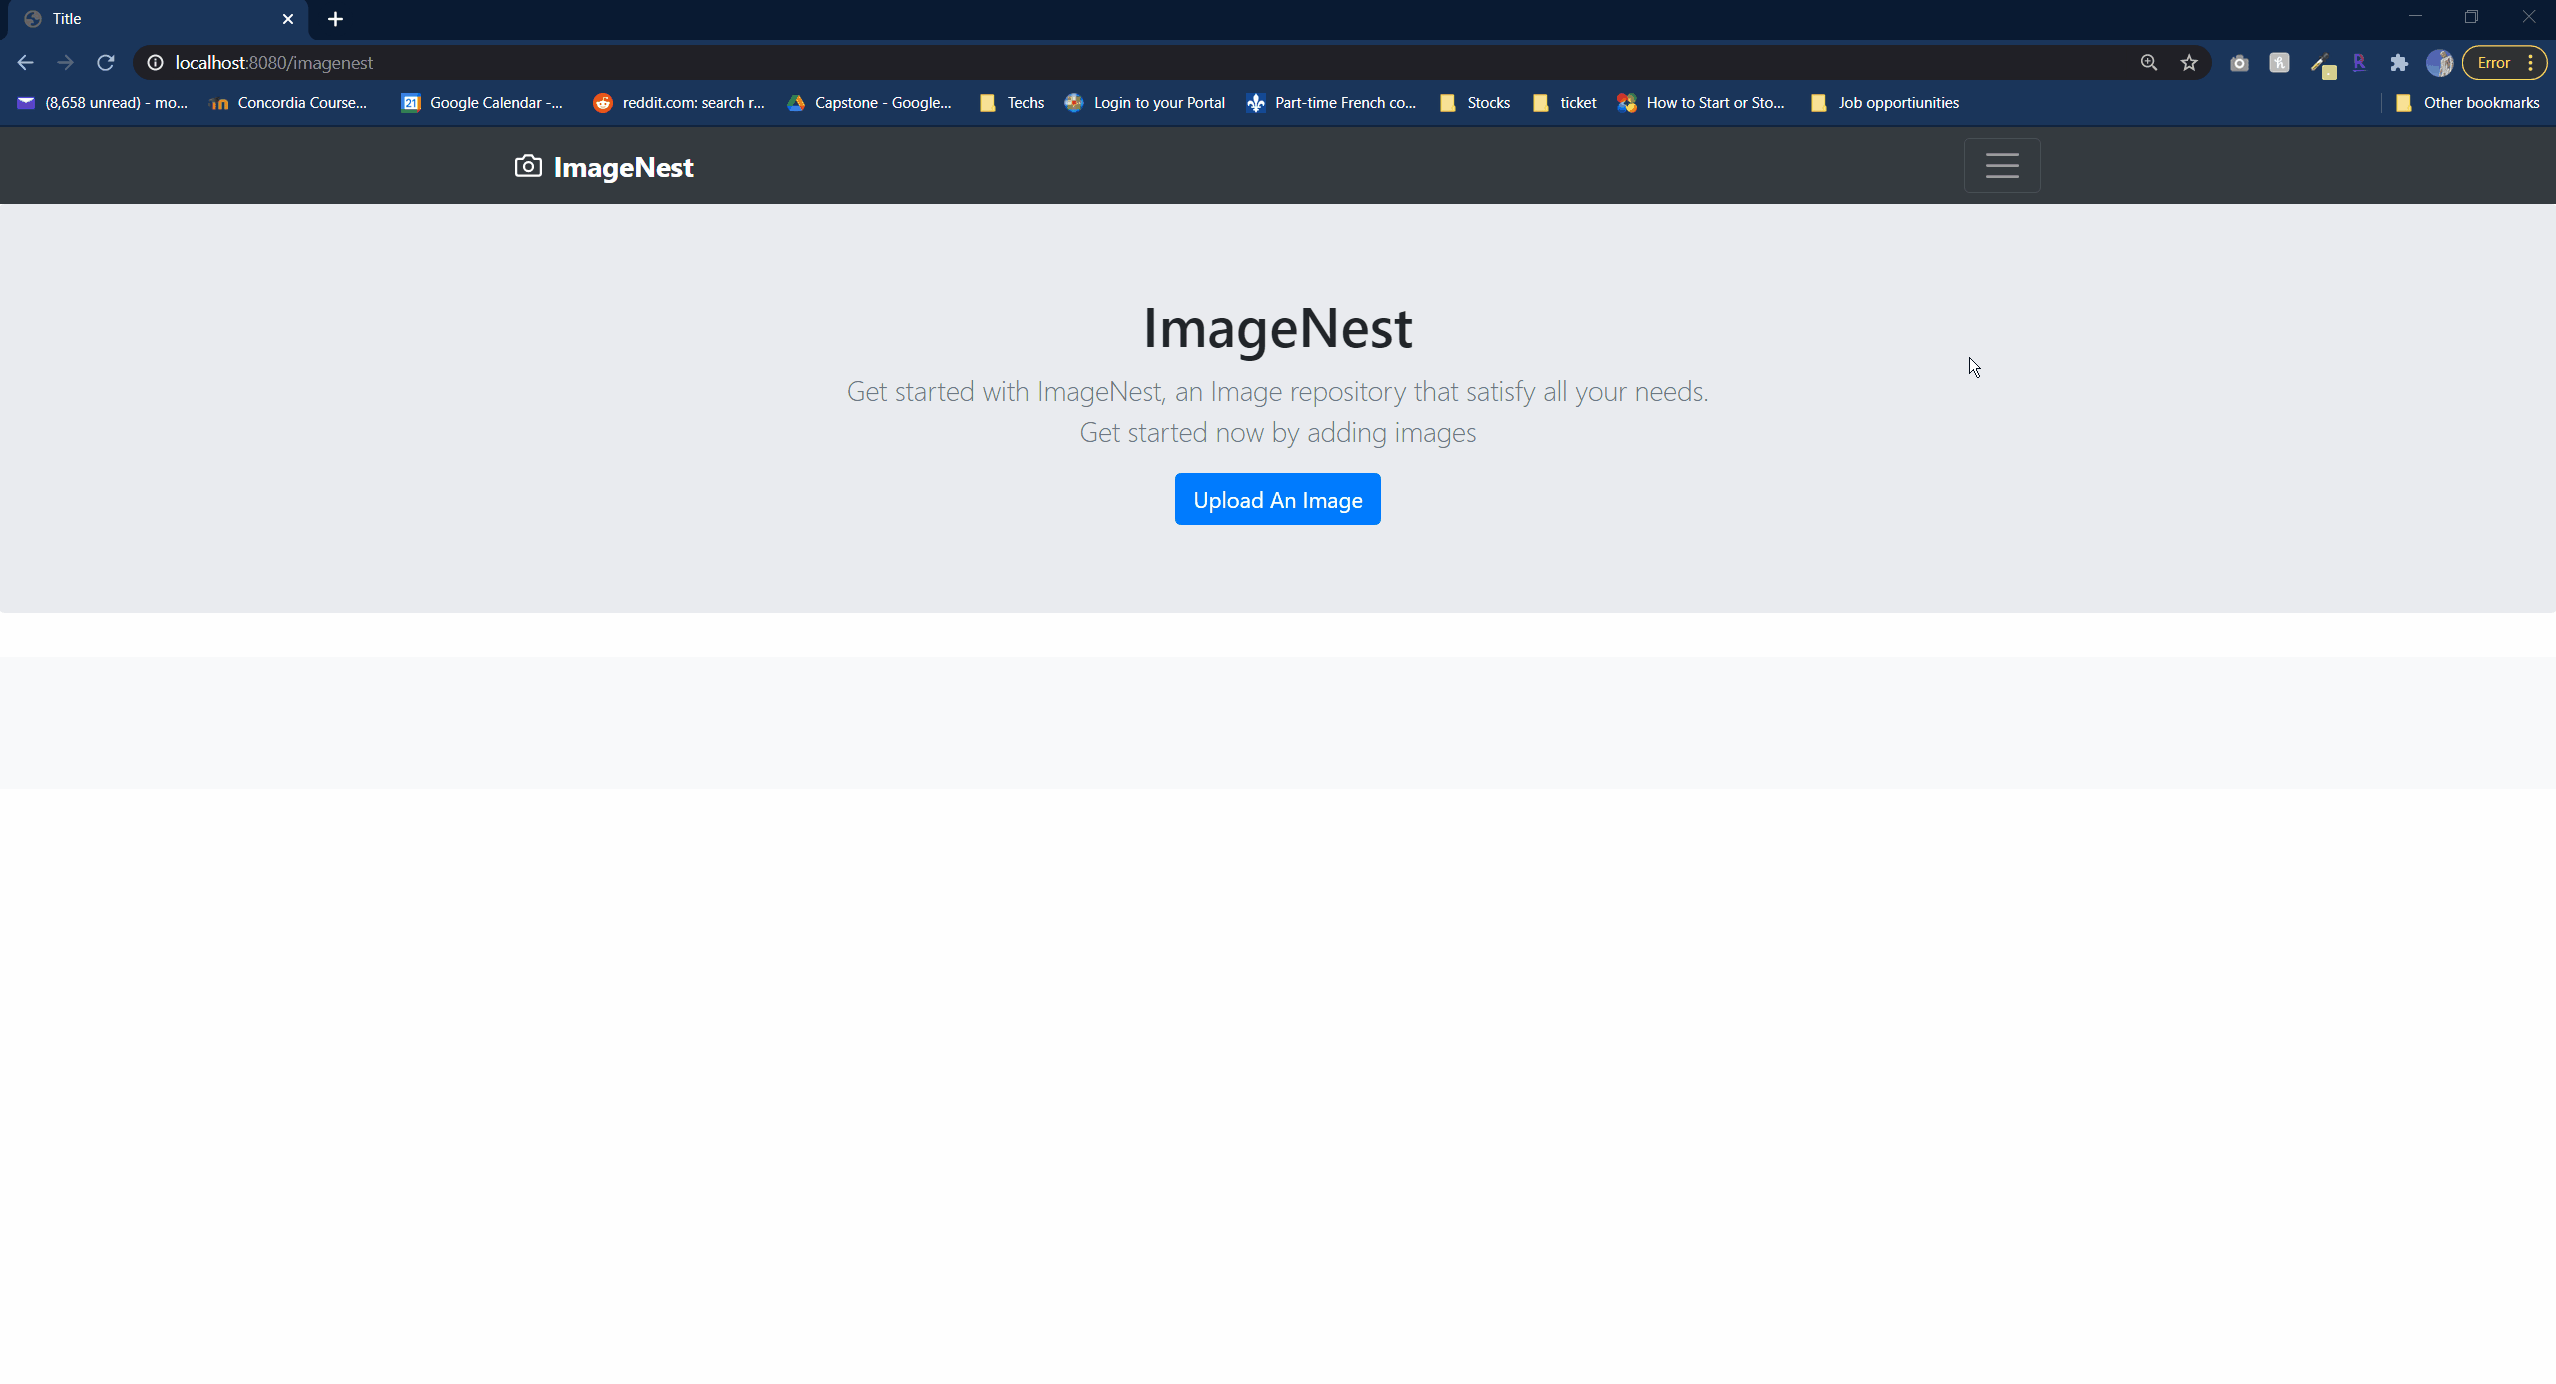 Title
localhost:8080/imagenest
Error
(8,658 unread) - mo...
Concordia Course...
21
Google Calendar -...
reddit.com: search r...
Capstone - Google...
Techs
Login to your Portal
Part-time French co...
Stocks
ticket
How to Start or Sto...
Job opportiunities
Other bookmarks
ImageNest
ImageNest
Get started with ImageNest, an Image repository that satisfy all your needs.
Get started now by adding images
Upload An Image